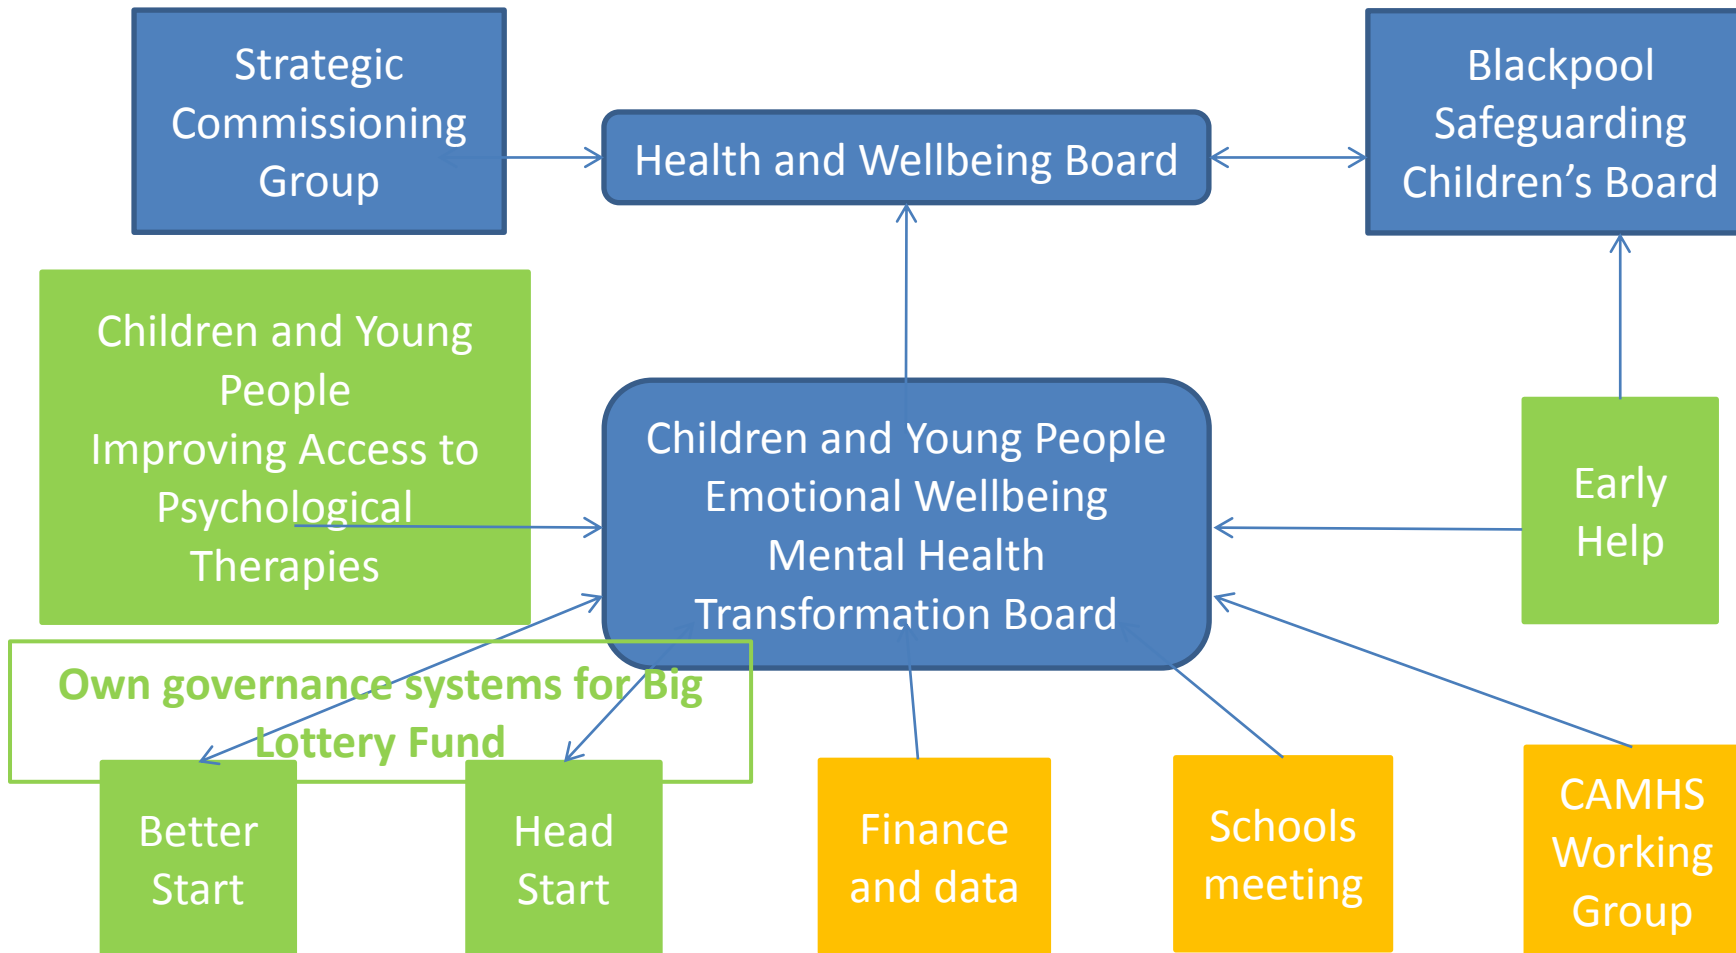 Strategic
Commissioning
Group
Health and Wellbeing Board
Blackpool
Safeguarding
Children’s Board
Children and Young
People
Improving Access to
Psychological
Therapies
Children and Young People
Emotional Wellbeing
Mental Health
Transformation Board
Early
Help
Own governance systems for Big
Lottery Fund
Better
Start
Head
Start
Finance
and data
Schools
meeting
CAMHS
Working
Group